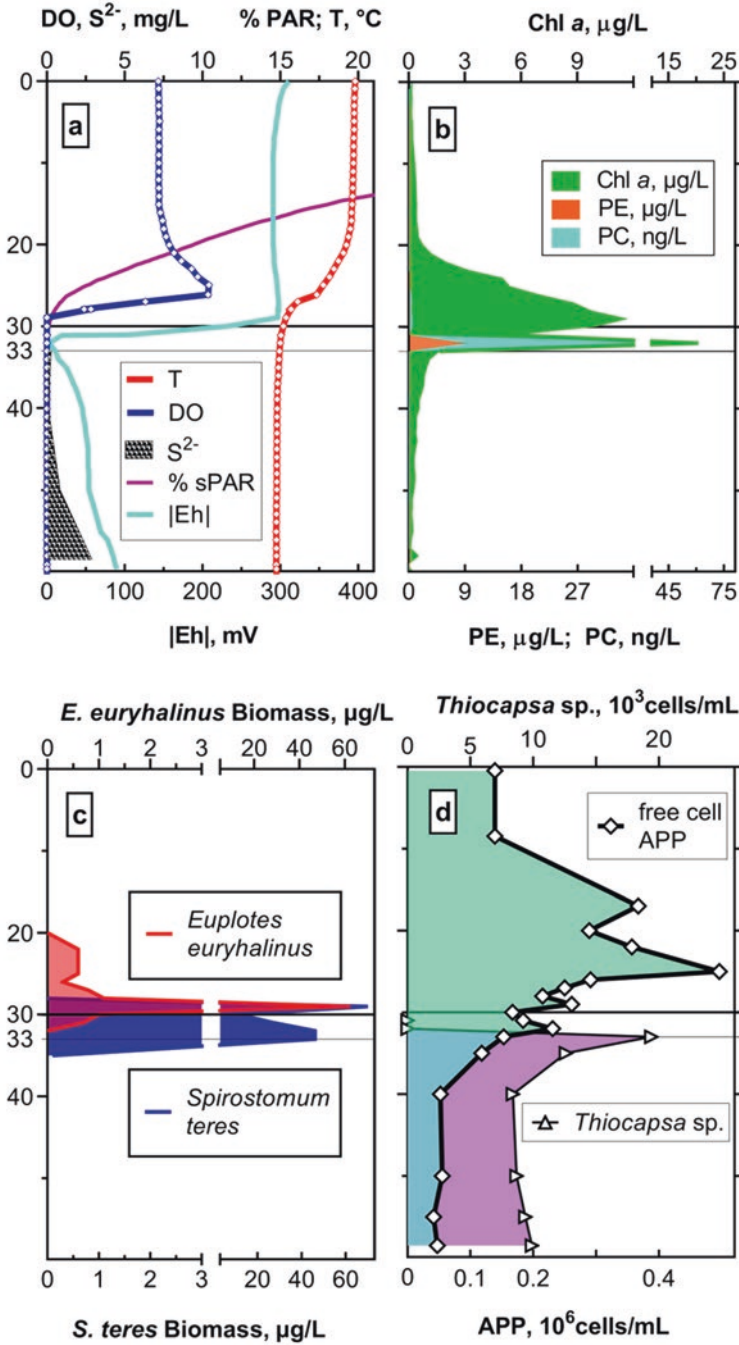 DO, S2-, mg/L
% PAR; T, °C
0 5 10 15 20
0
20
30
33
40
a
T
DO
S2-
% sPAR
|Eh|
0 100 200 300 400
|Eh|, mV
Chl a, µg/L
0 3 6 9 15 25
b
Chl a, µg/L
PE, µg/L
PC, ng/L
0 9 18 27 45 75
PE, µg/L; PC, ng/L
E. euryhalinus Biomass, µg/L
0 1 2 3 20 40 60
0
20
30
33
40
c
Euplotes
euryhalinus
Spirostomum
teres
0 1 2 3 20 40 60
S. teres Biomass, µg/L
Thiocapsa sp., 10³cells/mL
0 5 10 20
d
free cell
APP
Thiocapsa sp.
0 0.1 0.2 0.4
APP, 10⁶cells/mL